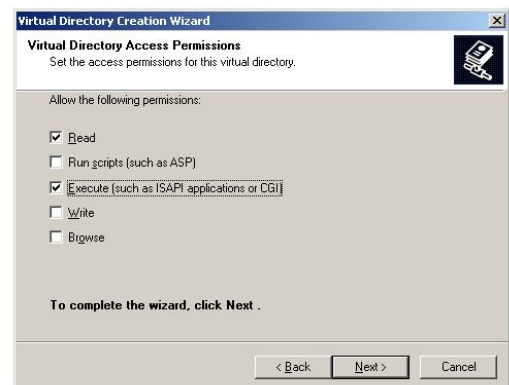 Virtual Directory Creation Wizard
Virtual Directory Access Permissions
Set the access permissions for this virtual directory.
Allow the following permissions:
Read
Run scripts (such as ASP)
Execute (such as ISAPI applications or CGI)
Write
Browse
To complete the wizard, click Next .
< Back Next > Cancel